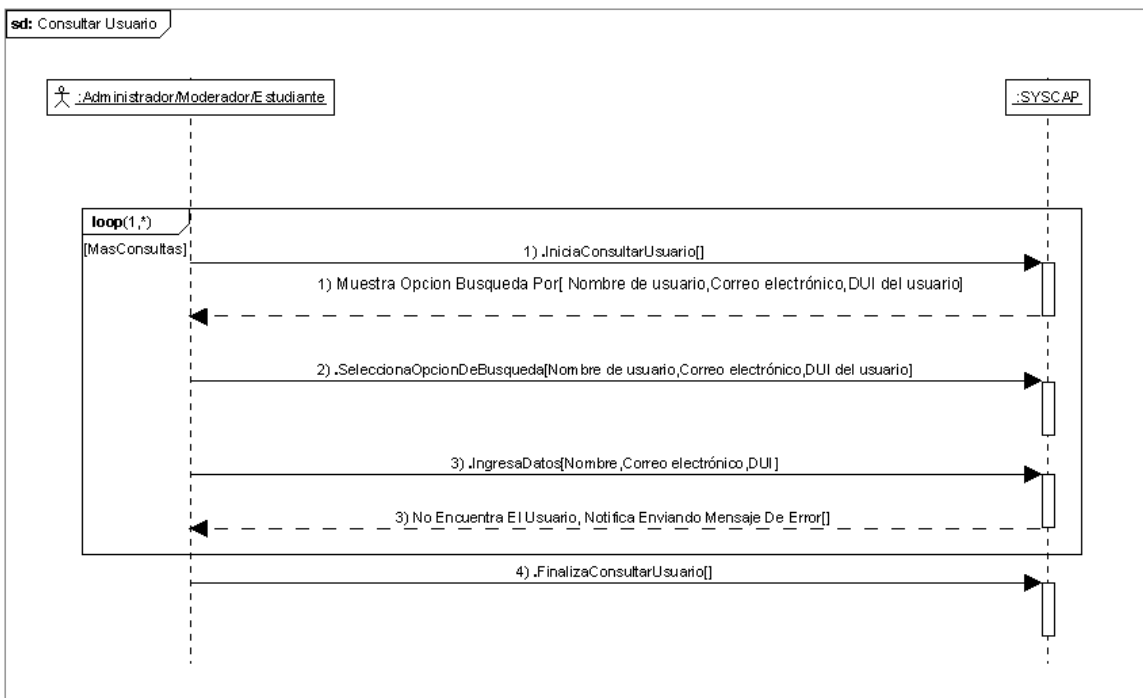 sd: Consultar Usuario
:Administrador/Moderador/Estudiante
:SYSCAP
loop(1,*)
[MasConsultas]
1) .IniciaConsultarUsuario[]
1) Muestra Opcion Busqueda Por[ Nombre de usuario,Correo electrónico,DUI del usuario]
2) .SeleccionaOpcionDeBusqueda[Nombre de usuario,Correo electrónico,DUI del usuario]
3) .IngresaDatos[Nombre,Correo electrónico,DUI]
3) No Encuentra El Usuario, Notifica Enviando Mensaje De Error[]
4) .FinalizaConsultarUsuario[]